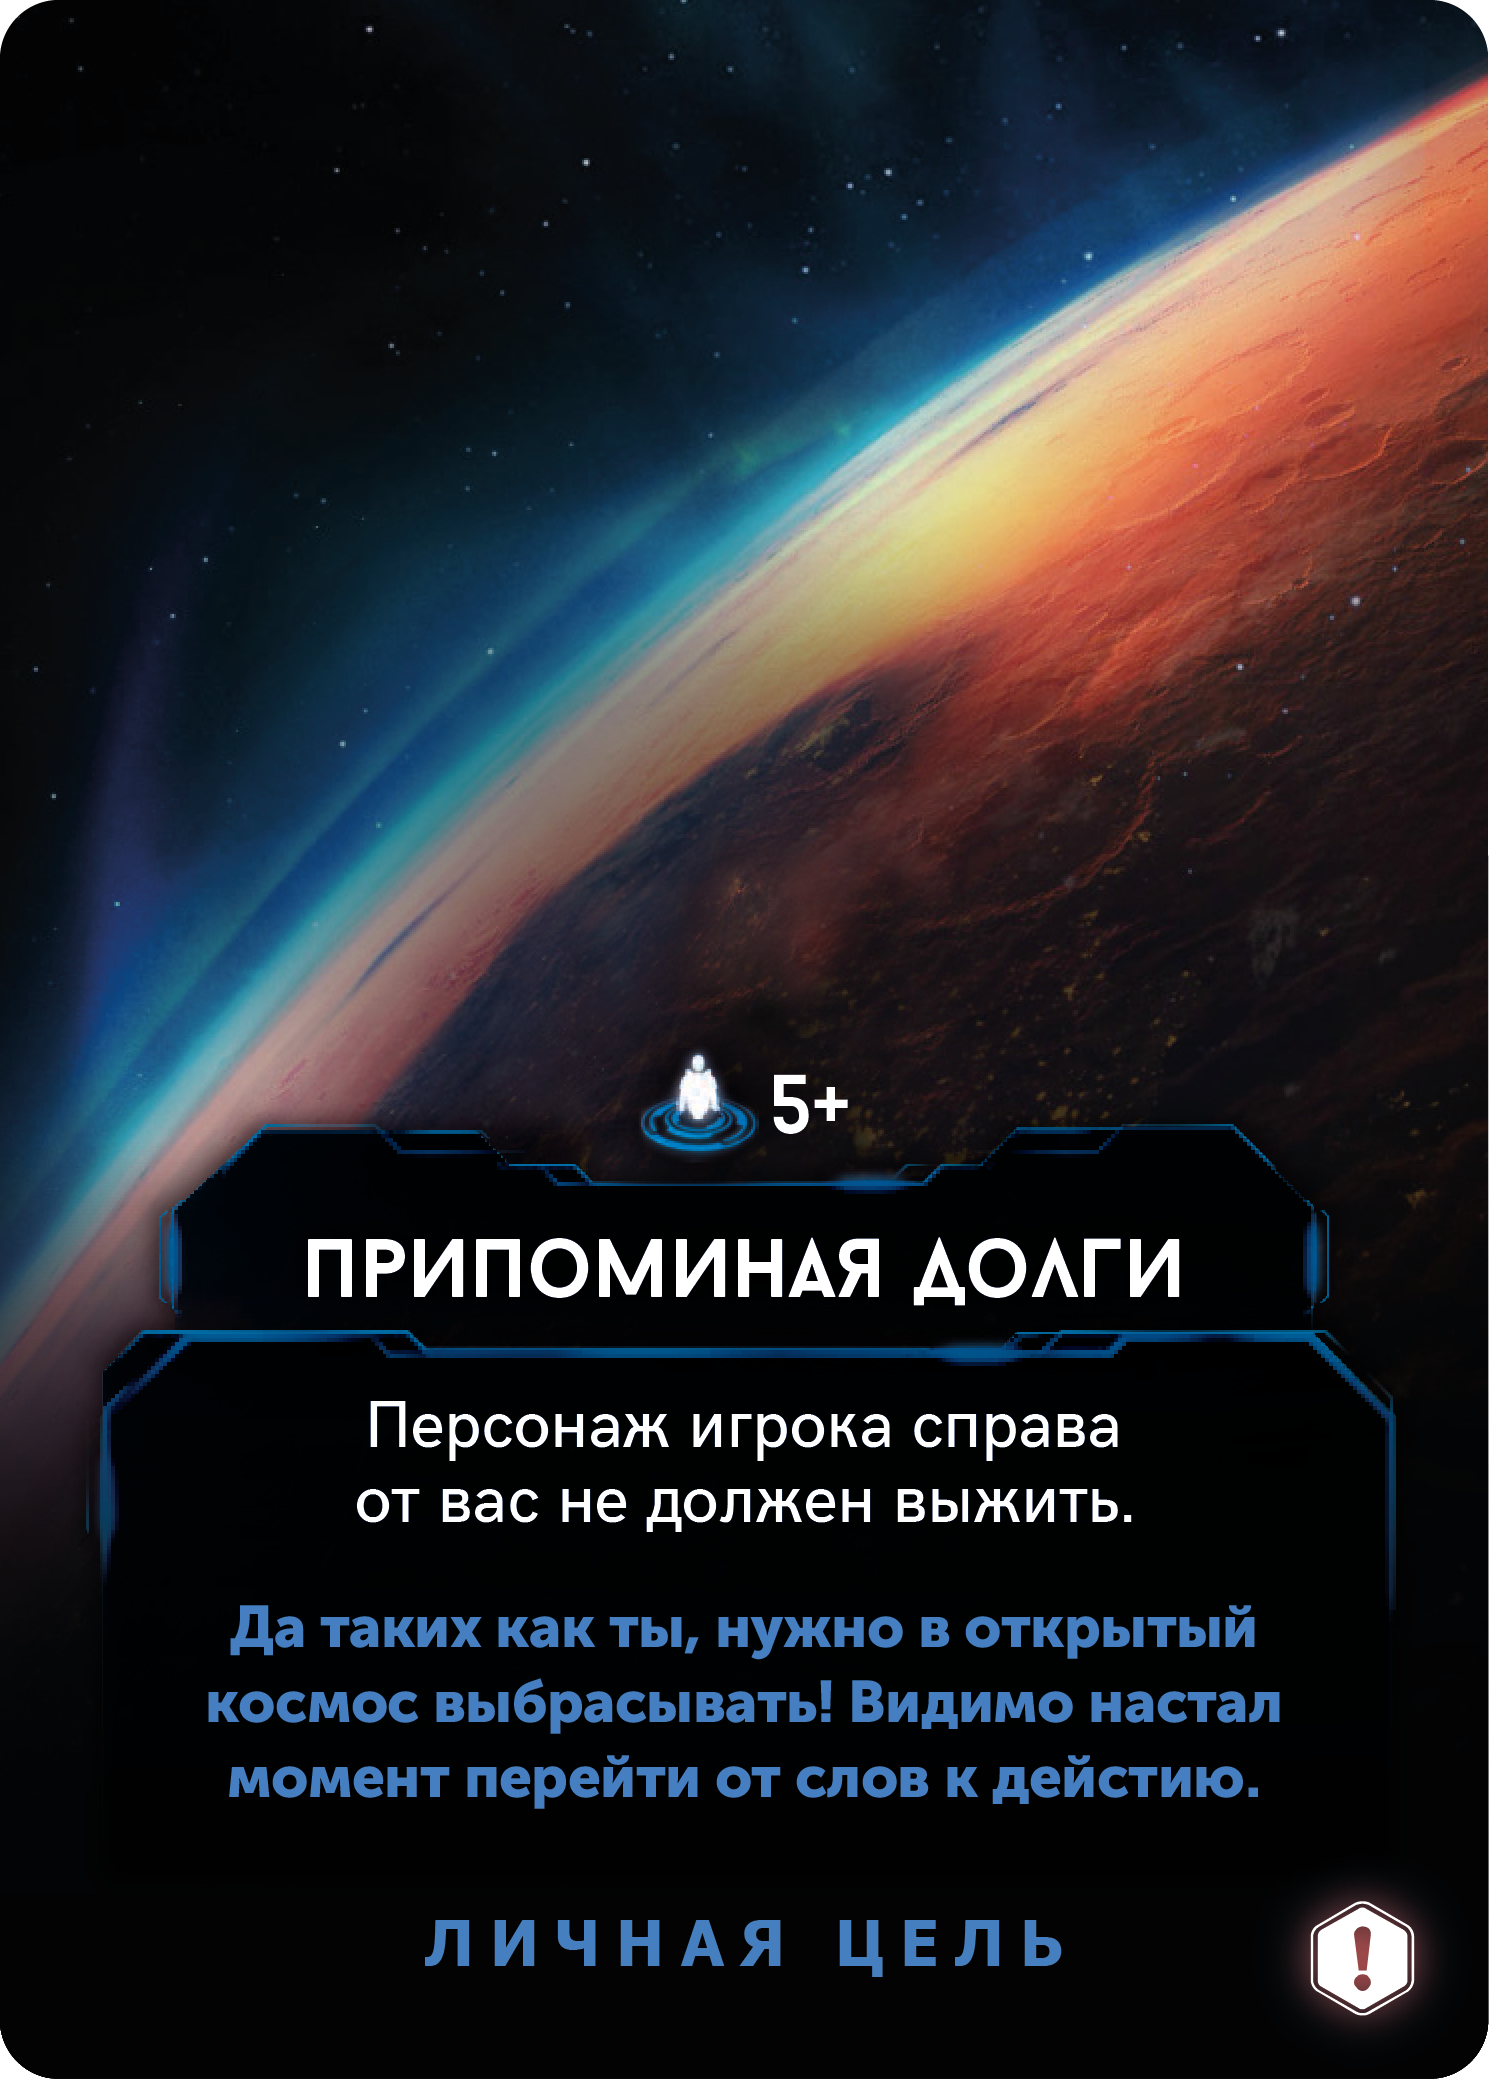 5+
ПРИПОМИНАЯ ДОЛГИ
Персонаж игрока справа
от вас не должен выжить.
Да таких как ты, нужно в открытый
космос выбрасывать! Видимо настал
момент перейти от слов к дейстию.
ЛИЧНАЯ ЦЕЛЬ
!